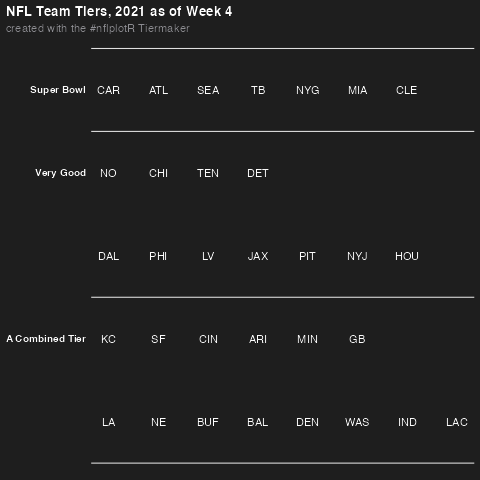 NFL Team Tiers, 2021 as of Week 4
created with the #nflplotR Tiermaker
Super Bowl CAR ATL SEA TB NYG MIA CLE
Very Good NO CHI TEN DET
DAL PHI LV JAX PIT NYJ HOU
A Combined Tier KC SF CIN ARI MIN GB
LA NE BUF BAL DEN WAS IND LAC